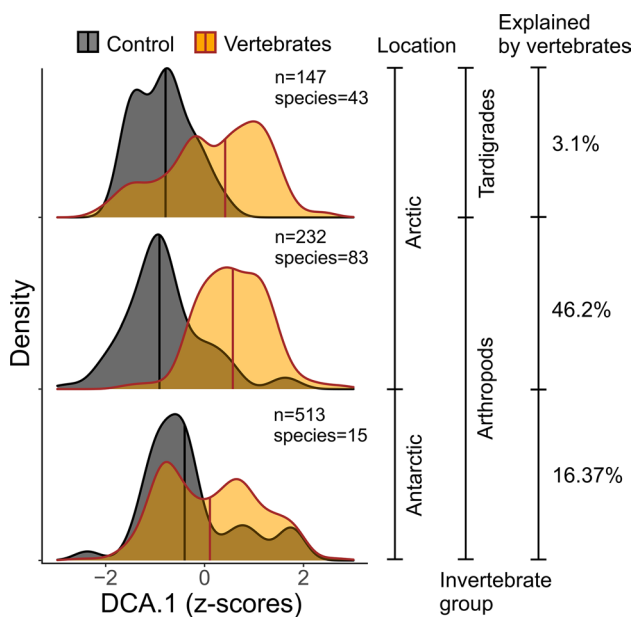 Control
Vertebrates
Location
Explained
by vertebrates
n=147
species=43
n=232
species=83
n=513
species=15
Density
−2
0
2
DCA.1 (z-scores)
Arctic
Antarctic
Tardigrades
Arthropods
Invertebrate
group
3.1%
46.2%
16.37%